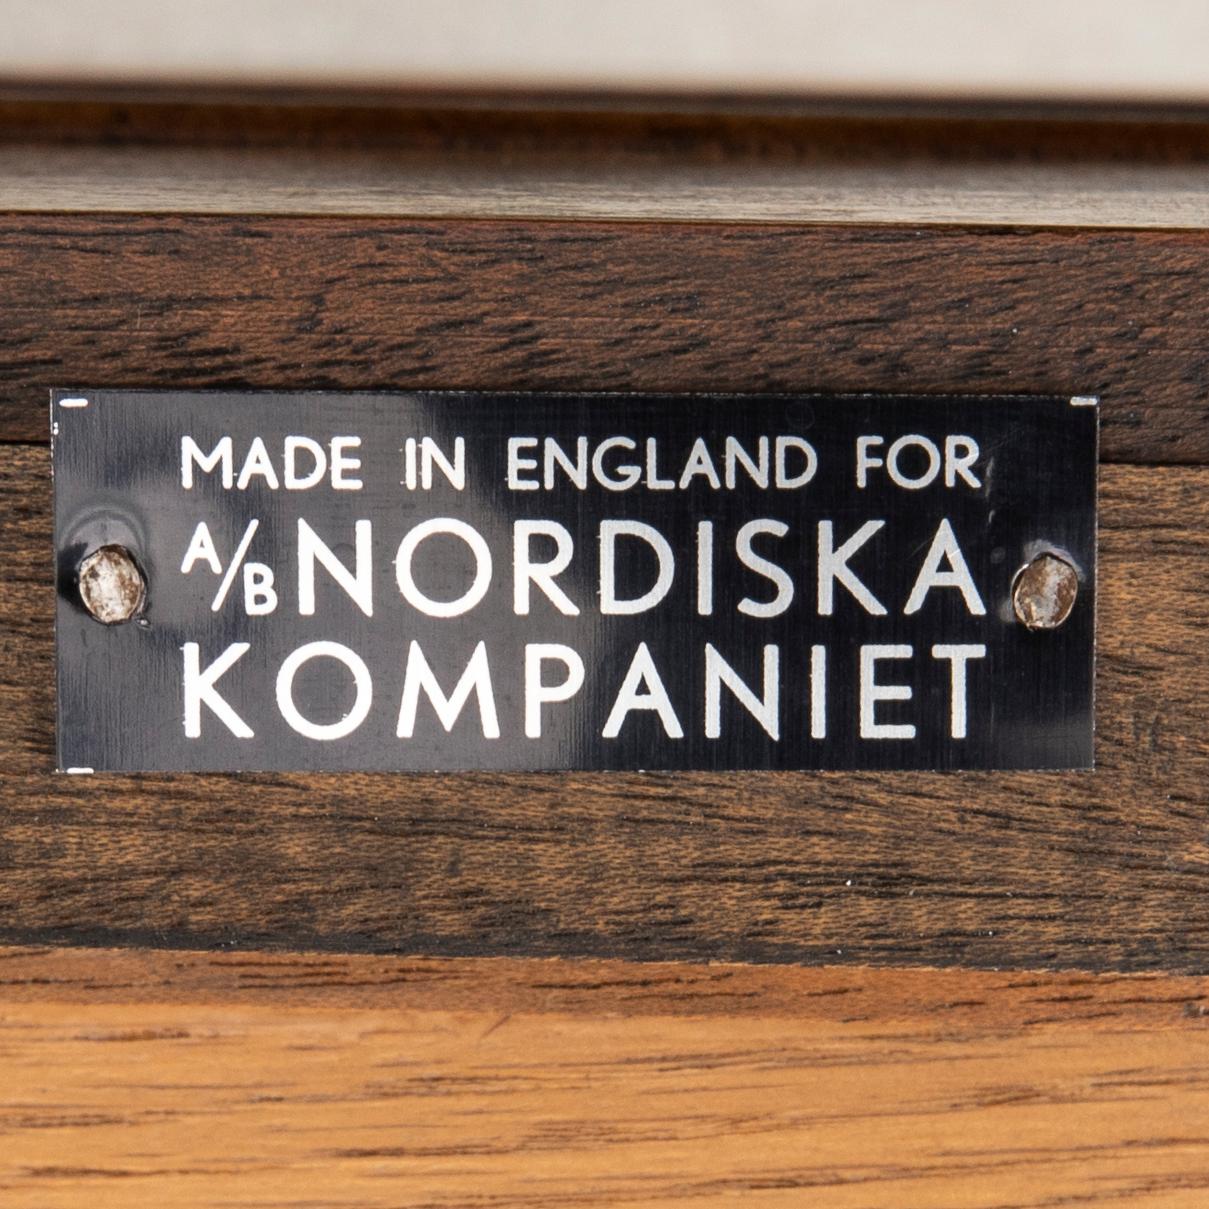 MADE IN ENGLAND FOR
A/B NORDISKA
KOMPANIET